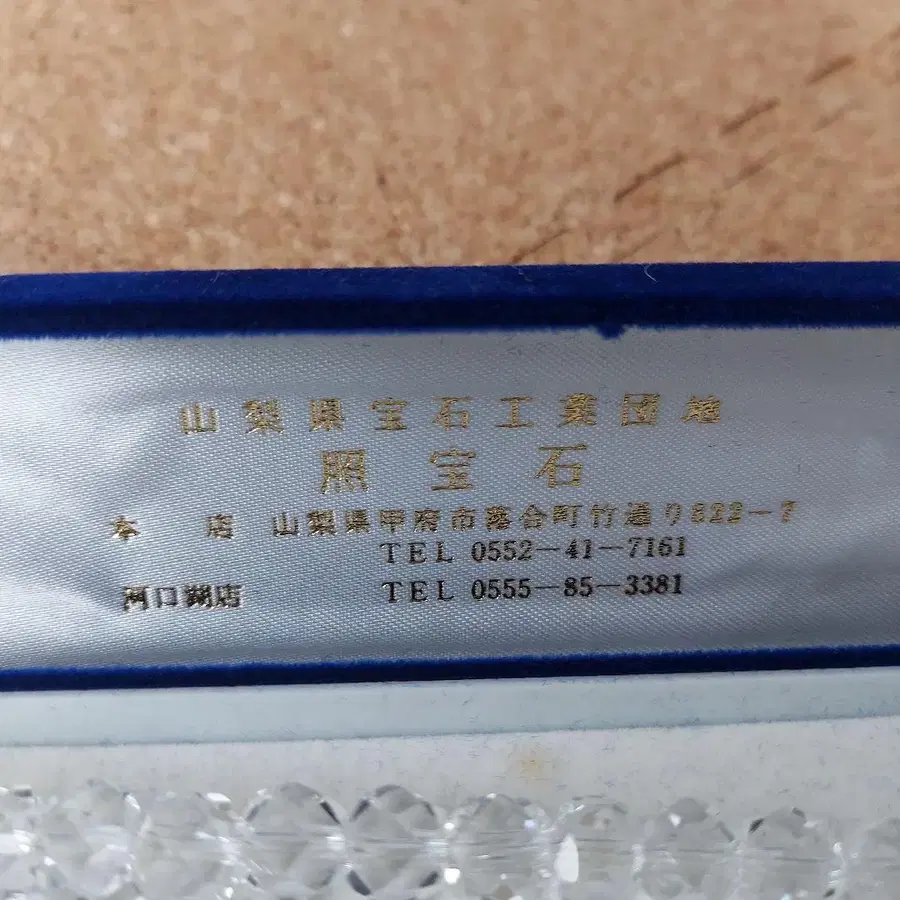 山梨県宝石工業団地
照宝石
本店 山梨県甲府市落合町竹通り822-7
TEL 0552-41-7161
河口湖店 TEL 0555-85-3381